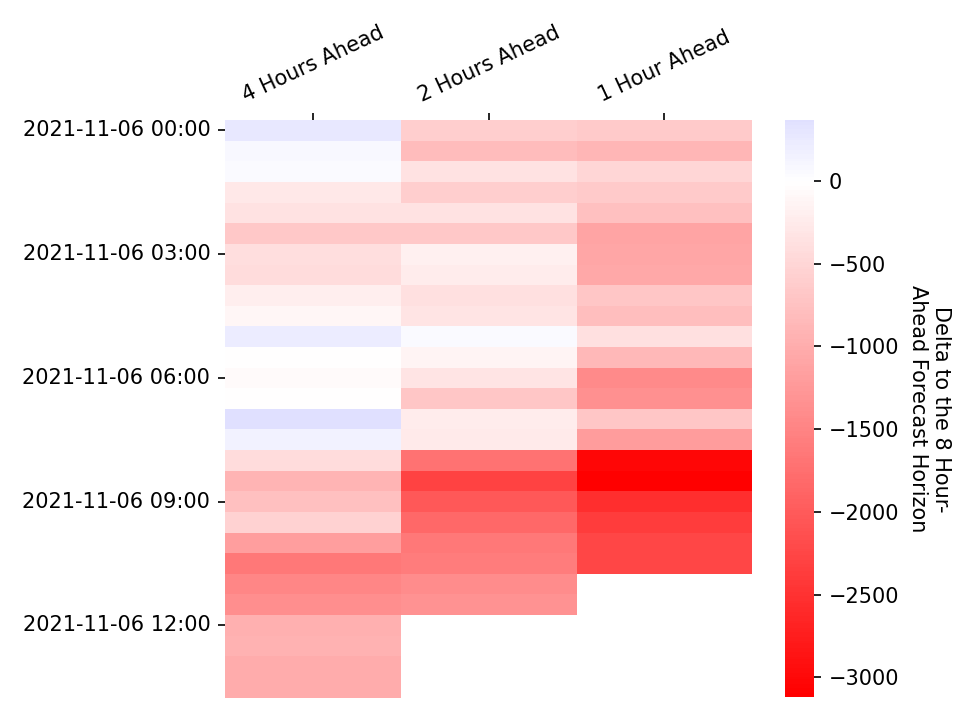 4 Hours Ahead
2 Hours Ahead
1 Hour Ahead
2021-11-06 00:00
2021-11-06 03:00
2021-11-06 06:00
2021-11-06 09:00
2021-11-06 12:00
0
−500
−1000
−1500
−2000
−2500
−3000
Delta to the 8 Hour-
Ahead Forecast Horizon